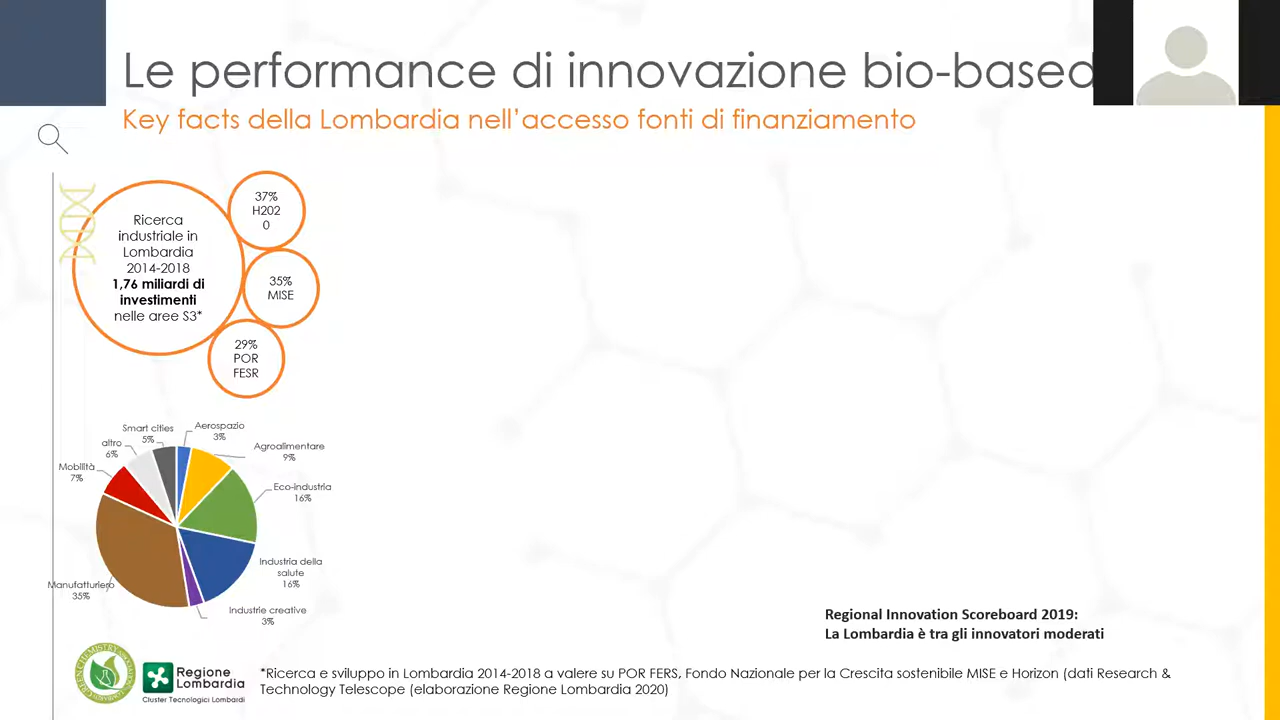 Le performance di innovazione bio-based
Key facts della Lombardia nell'accesso fonti di finanziamento
Ricerca
industriale in
Lombardia
2014-2018
1,76 miliardi di
investimenti
nelle aree S3*
37%
H202
0
35%
MISE
29%
POR
FESR
Smart cities
5%
Aerospazio
3%
altro
6%
Agroalimentare
9%
Mobilità
7%
Eco-industria
16%
Industria della
salute
16%
Manufatturiero
35%
Industrie creative
3%
Regional Innovation Scoreboard 2019:
La Lombardia è tra gli innovatori moderati
Regione
Lombardia
Cluster Tecnologici Lombardi
*Ricerca e sviluppo in Lombardia 2014-2018 a valere su POR FERS, Fondo Nazionale per la Crescita sostenibile MISE e Horizon (dati Research &
Technology Telescope (elaborazione Regione Lombardia 2020)